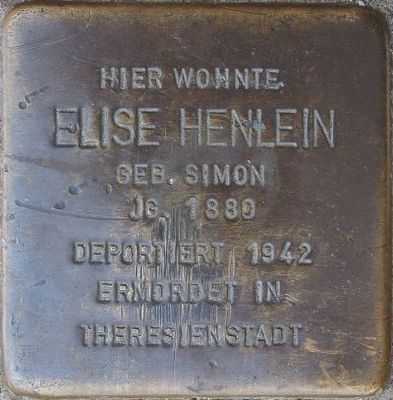 HIER WOHNTE
ELISE HENLEIN
GEB. SIMON
JG. 1880
DEPORTIERT 1942
ERMORDET IN
THERESIENSTADT